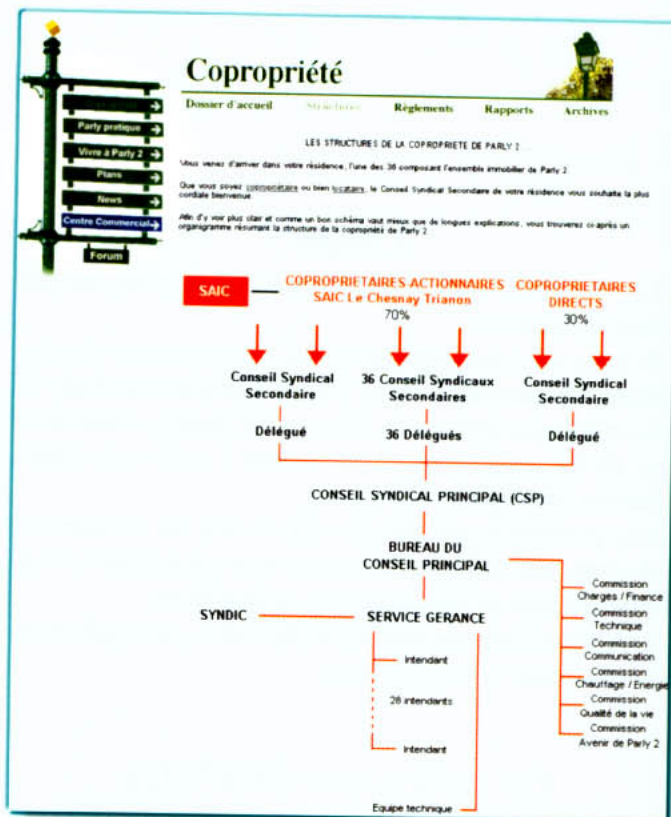 Copropriété
Dossier d'accueil Structures Règlements Rapports Archives
Party pratique
Vivre à Parly 2
Plans
News
Centre Commercial
Forum
LES STRUCTURES DE LA COPROPRIETE DE PARLY 2
Vous venez d'arriver dans votre résidence, l'une des 36 composant l'ensemble immobilier de Parly 2.
Que vous soyez copropriétaire ou bien locataire, le Conseil Syndical Secondaire de votre résidence vous souhaite la plus
cordiale bienvenue.
Afin d'y voir plus clair et comme un bon schéma vaut mieux que de longues explications, vous trouverez ci-après un
organigramme résumant la structure de la copropriété de Parly 2
SAIC
COPROPRIETAIRES ACTIONNAIRES
SAIC Le Chesnay Trianon
70%
COPROPRIETAIRES
DIRECTS
30%
Conseil Syndical
Secondaire
36 Conseil Syndicaux
Secondaires
Conseil Syndical
Secondaire
Délégué
36 Délégués
Délégué
CONSEIL SYNDICAL PRINCIPAL (CSP)
BUREAU DU
CONSEIL PRINCIPAL
Commission
Charges / Finance
Commission
Technique
Commission
Communication
Commission
Chauffage / Energie
Commission
Qualité de la vie
Commission
Avenir de Parly 2
SYNDIC
SERVICE GERANCE
Intendant
28 intendants
Intendant
Equipe technique